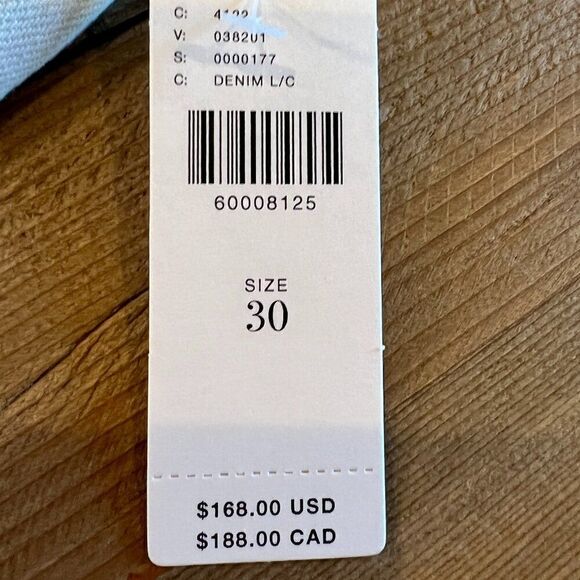 C:
V: 038201
S: 0000177
C: DENIM L/C
60008125
SIZE
30
$168.00 USD
$188.00 CAD